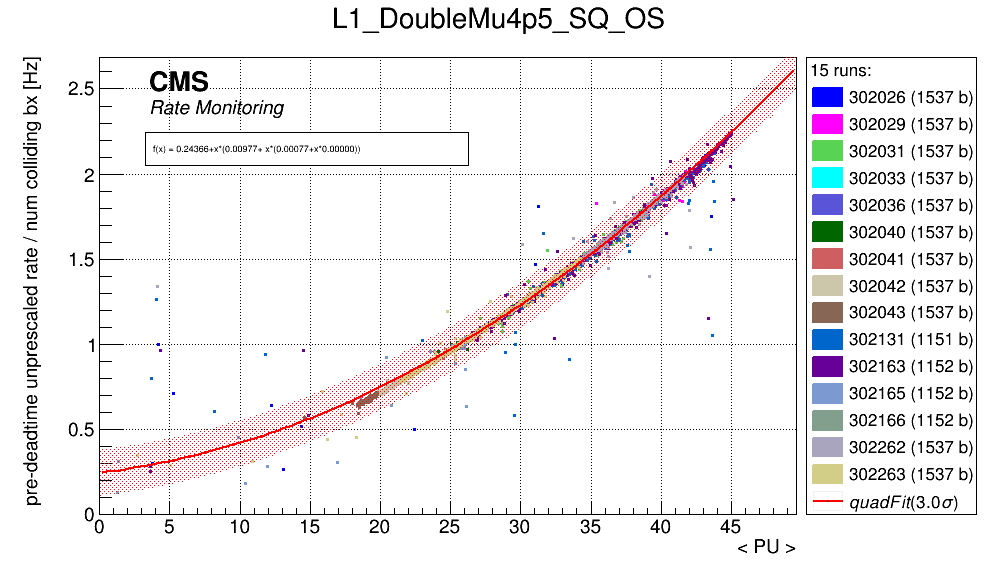 L1_DoubleMu4p5_SQ_OS
pre-deadtime unprescaled rate / num colliding bx [Hz]
CMS
Rate Monitoring
f(x) = 0.24366+x*(0.00977+ x*(0.00077+x*0.00000))
2.5
2
1.5
1
0.5
0
0 5 10 15 20 25 30 35 40 45
< PU >
15 runs:
302026 (1537 b)
302029 (1537 b)
302031 (1537 b)
302033 (1537 b)
302036 (1537 b)
302040 (1537 b)
302041 (1537 b)
302042 (1537 b)
302043 (1537 b)
302131 (1151 b)
302163 (1152 b)
302165 (1152 b)
302166 (1152 b)
302262 (1537 b)
302263 (1537 b)
quadFit(3.0σ)